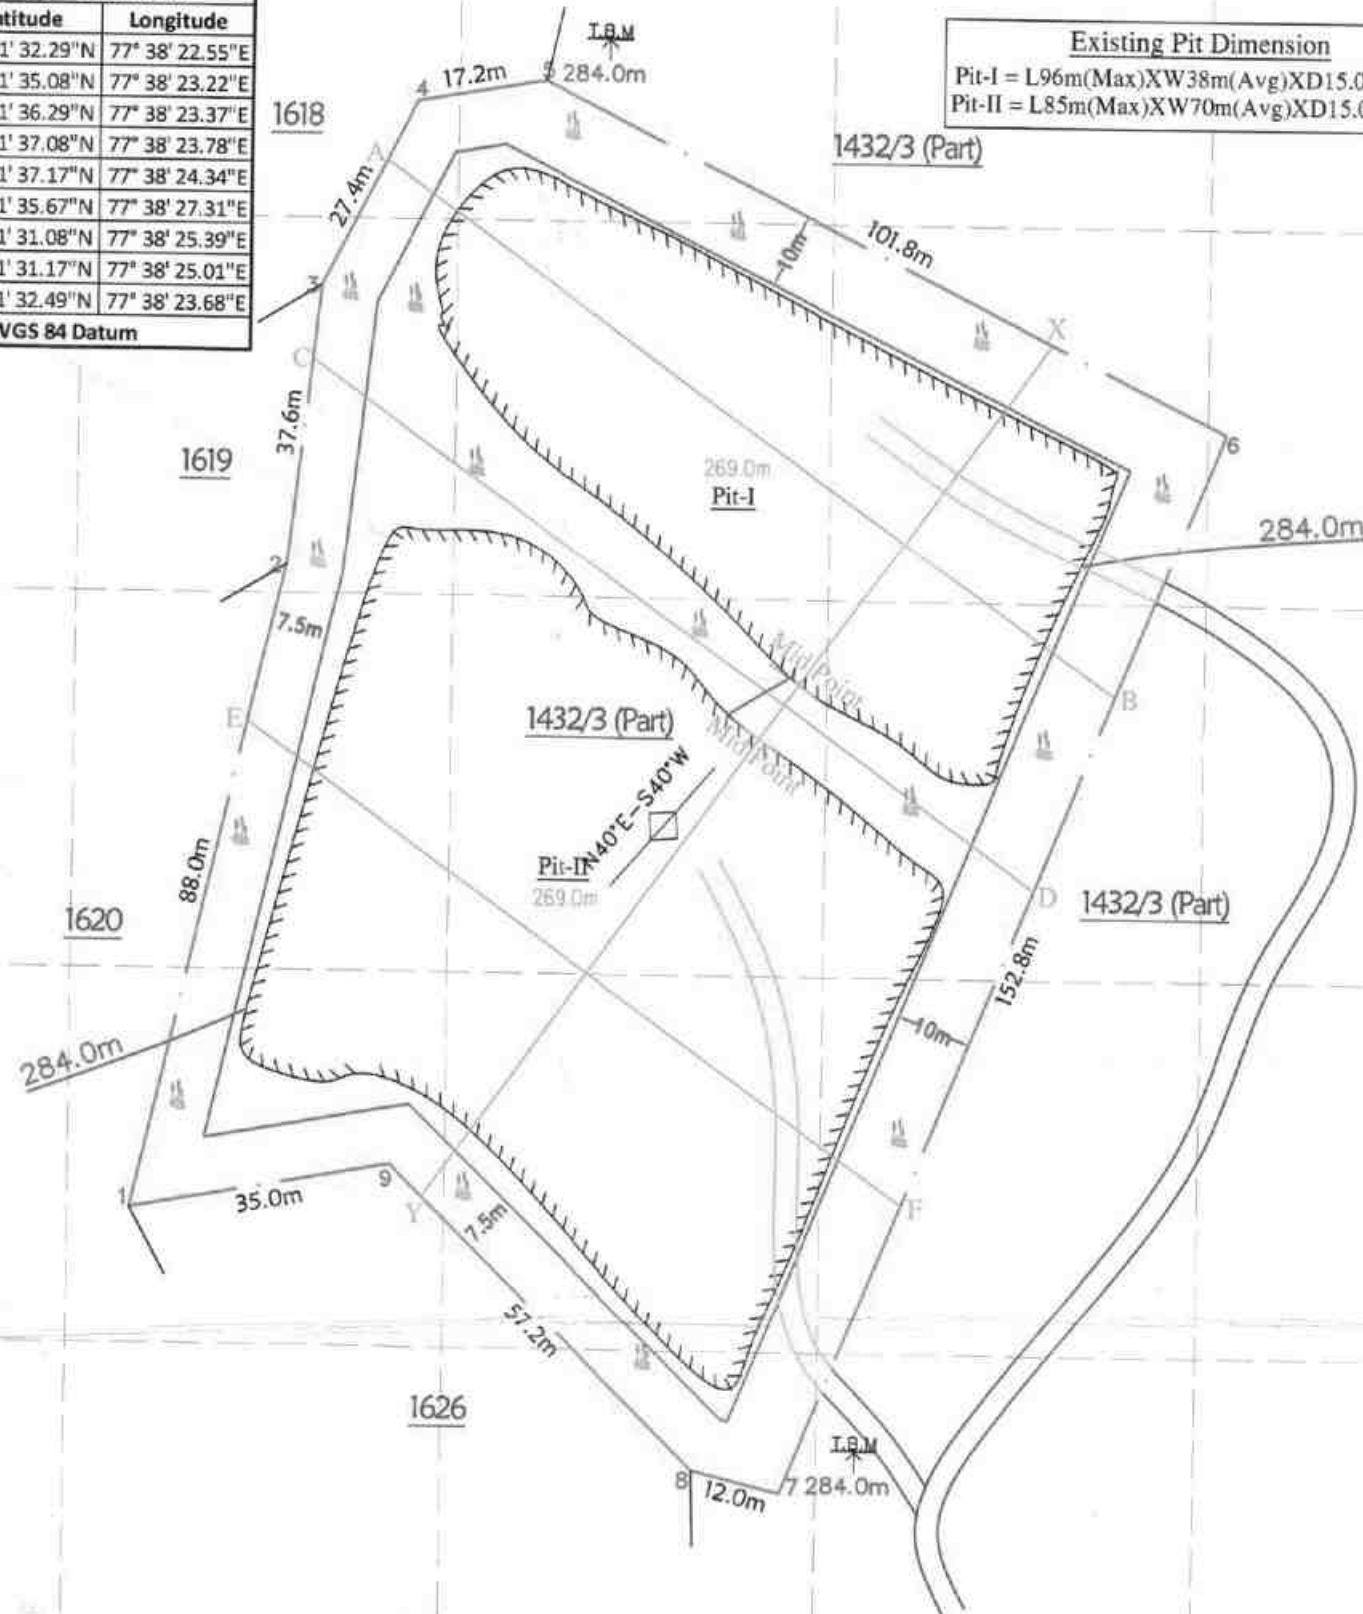 Longitude
1' 32.29"N 77° 38' 22.55"E
1' 35.08"N 77° 38' 23.22"E
1' 36.29"N 77° 38' 23.37"E
1' 37.08"N 77° 38' 23.78"E
1' 37.17"N 77° 38' 24.34"E
1' 35.67"N 77° 38' 27.31"E
1' 31.08"N 77° 38' 25.39"E
1' 31.17"N 77° 38' 25.01"E
1' 32.49"N 77° 38' 23.68"E
84 Datum
T.B.M
284.0m
Existing Pit Dimension
Pit-I = L96m(Max)XW38m(Avg)XD15.0
Pit-II = L85m(Max)XW70m(Avg)XD15.0
4
17.2m
5
1618
1432/3 (Part)
A
27.4m
10m
101.8m
3
X
C
37.6m
6
1619
269.0m
Pit-I
284.0m
2
7.5m
Mid Point
B
E
1432/3 (Part)
Mid Point
N40°E-S40°W
88.0m
Pit-II
269.0m
D
1432/3 (Part)
1620
152.8m
10m
284.0m
1
35.0m
9
Y
7.5m
F
57.2m
1626
T.B.M
8
12.0m
7
284.0m